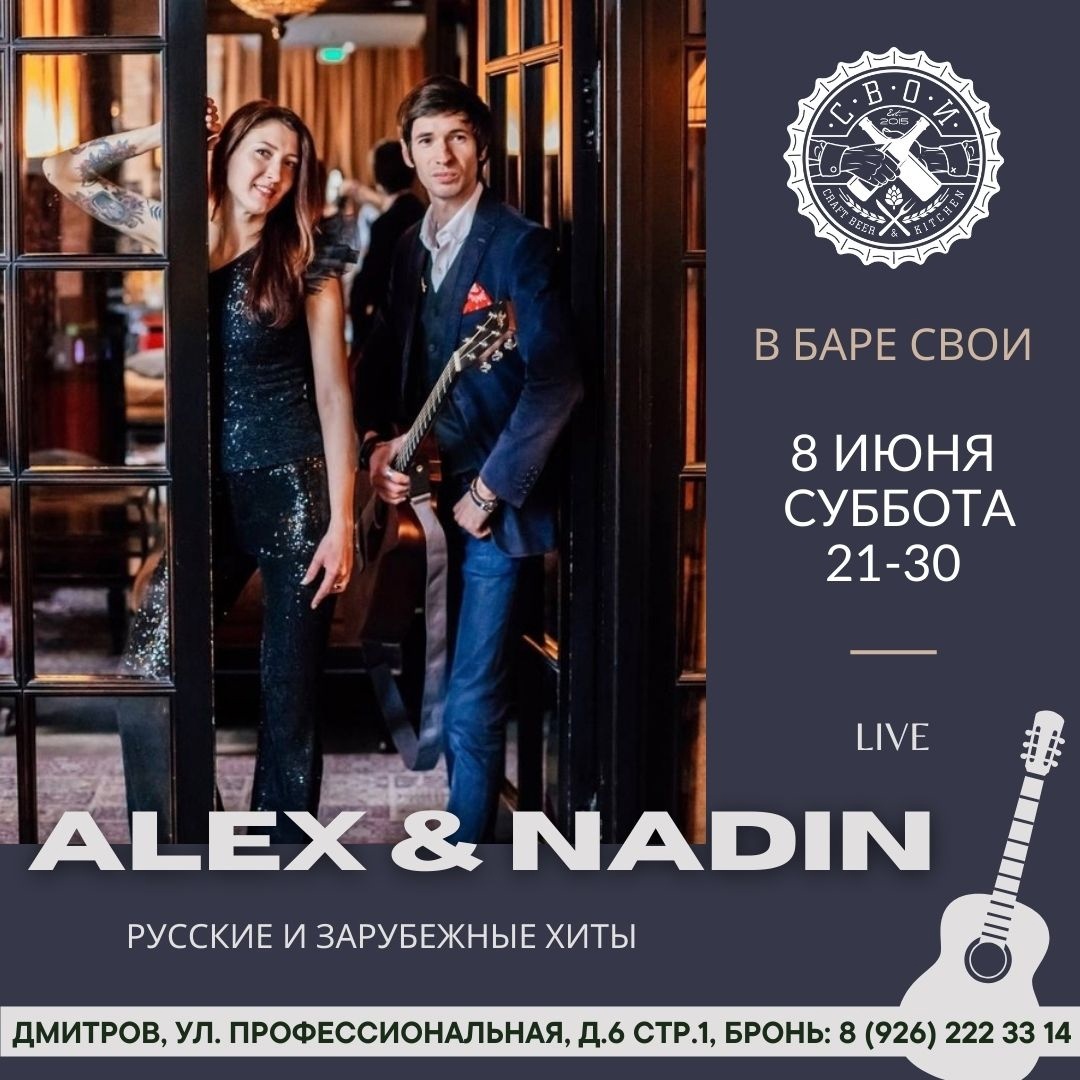 ·С·В·О·И·
Est.
2015
CRAFT BEER & KITCHEN
В БАРЕ СВОИ
8 ИЮНЯ
СУББОТА
21-30
LIVE
ALEX & NADIN
РУССКИЕ И ЗАРУБЕЖНЫЕ ХИТЫ
ДМИТРОВ, УЛ. ПРОФЕССИОНАЛЬНАЯ, Д.6 СТР.1, БРОНЬ: 8 (926) 222 33 14